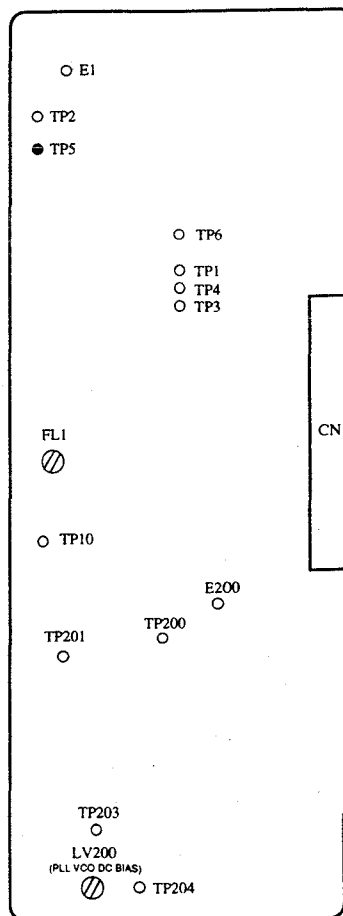 E1
TP2
TP5
TP6
TP1
TP4
TP3
CN
FL1
TP10
E200
TP200
TP201
TP203
LV200
(PLL VCO DC BIAS)
TP204